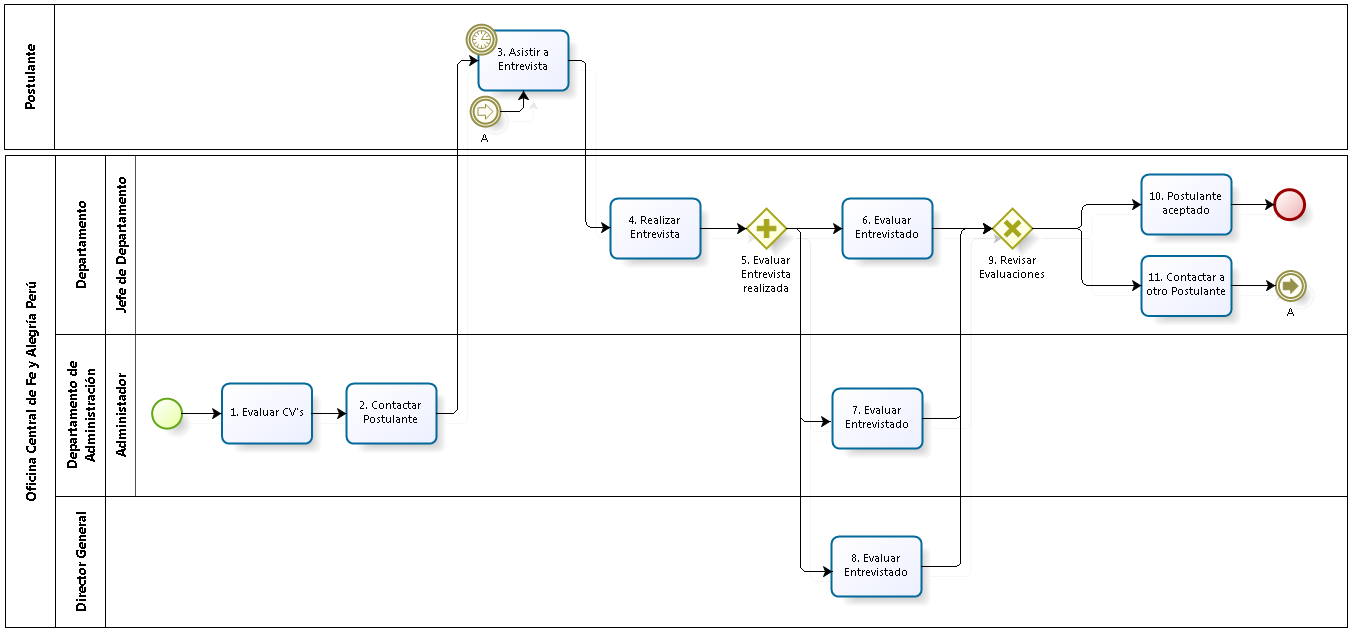 Postulante
3. Asistir a
Entrevista
A
Oficina Central de Fe y Alegría Perú
Departamento
Jefe de Departamento
4. Realizar
Entrevista
5. Evaluar
Entrevista
realizada
6. Evaluar
Entrevistado
9. Revisar
Evaluaciones
10. Postulante
aceptado
11. Contactar a
otro Postulante
A
Departamento de
Administración
Administador
1. Evaluar CV's
2. Contactar
Postulante
7. Evaluar
Entrevistado
Director General
8. Evaluar
Entrevistado